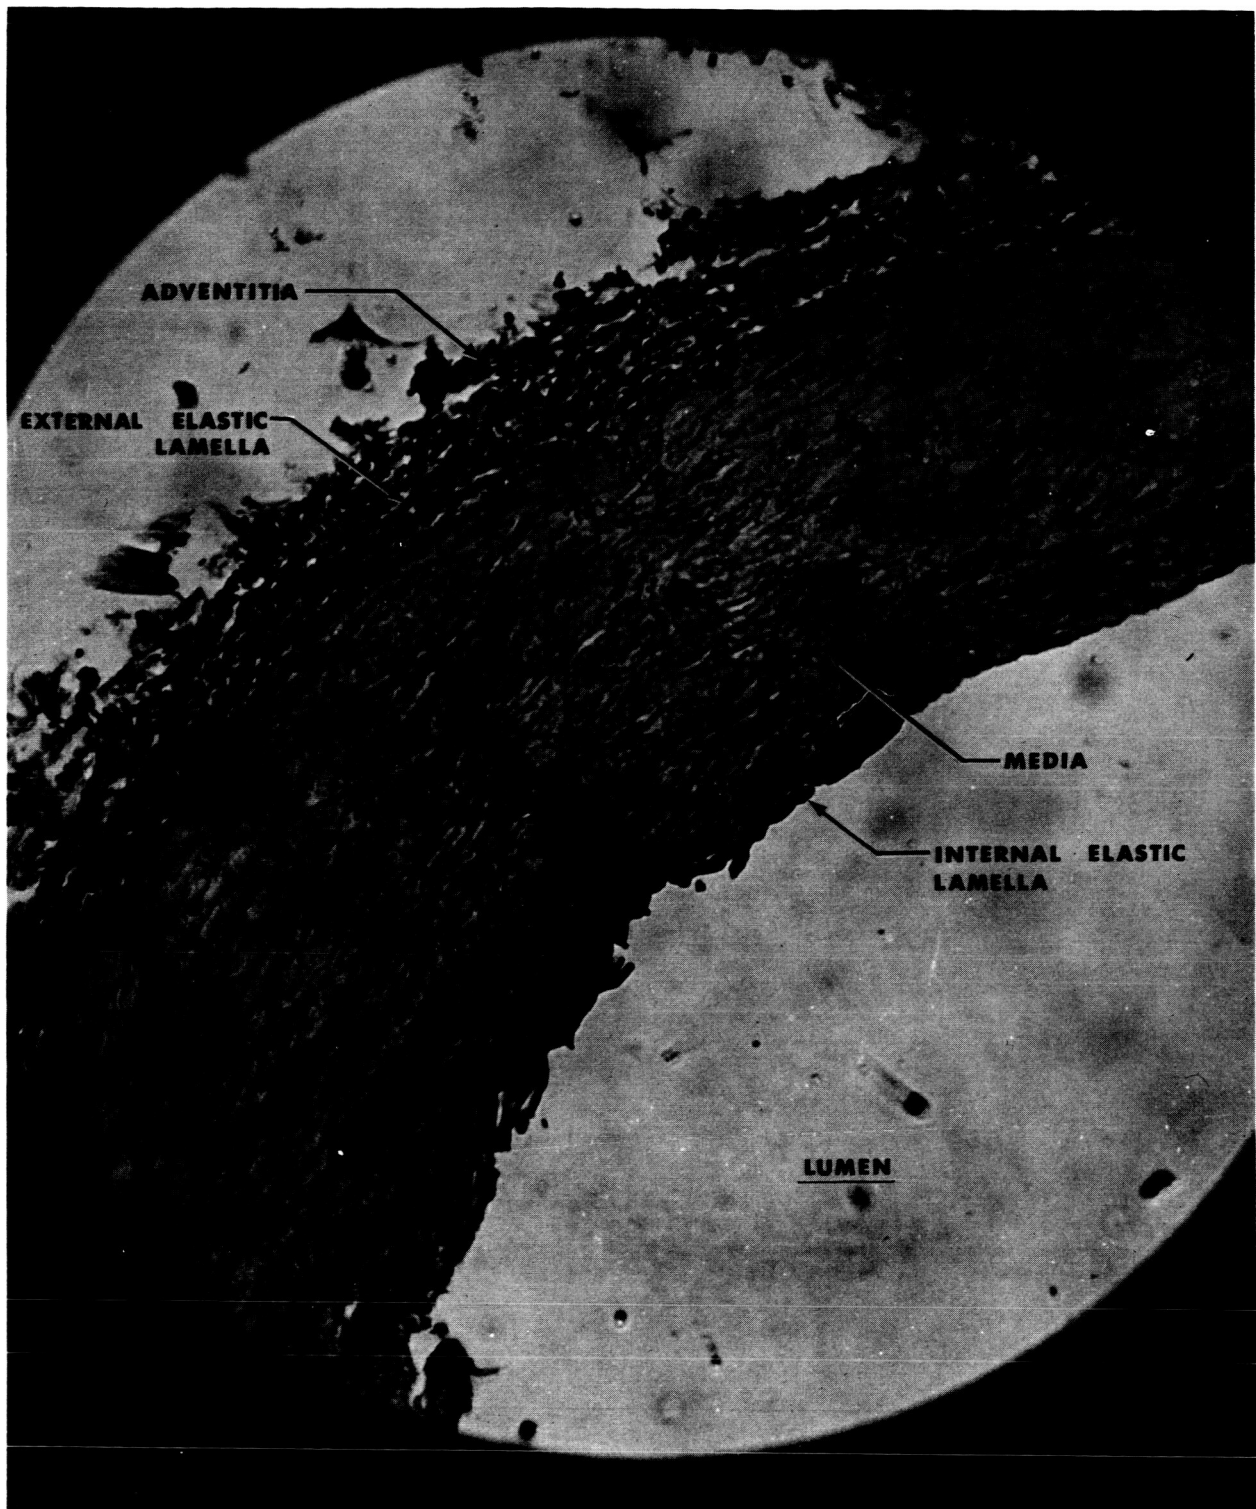 ADVENTITIA
EXTERNAL ELASTIC
LAMELLA
MEDIA
INTERNAL ELASTIC
LAMELLA
LUMEN